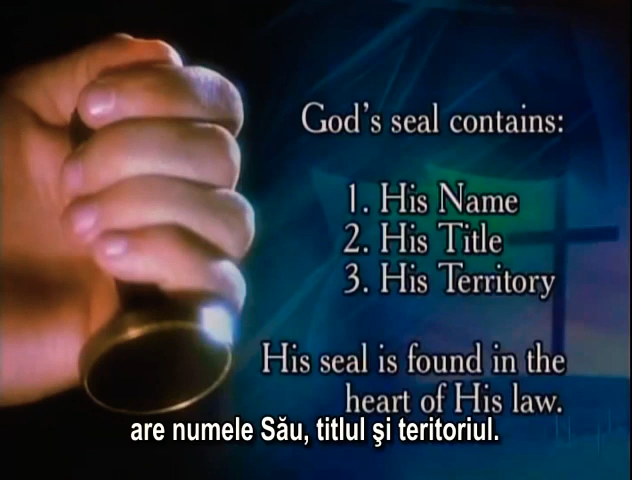 God's seal contains:
1. His Name
2. His Title
3. His Territory
His seal is found in the
heart of His law.
are numele Său, titlul şi teritoriul.